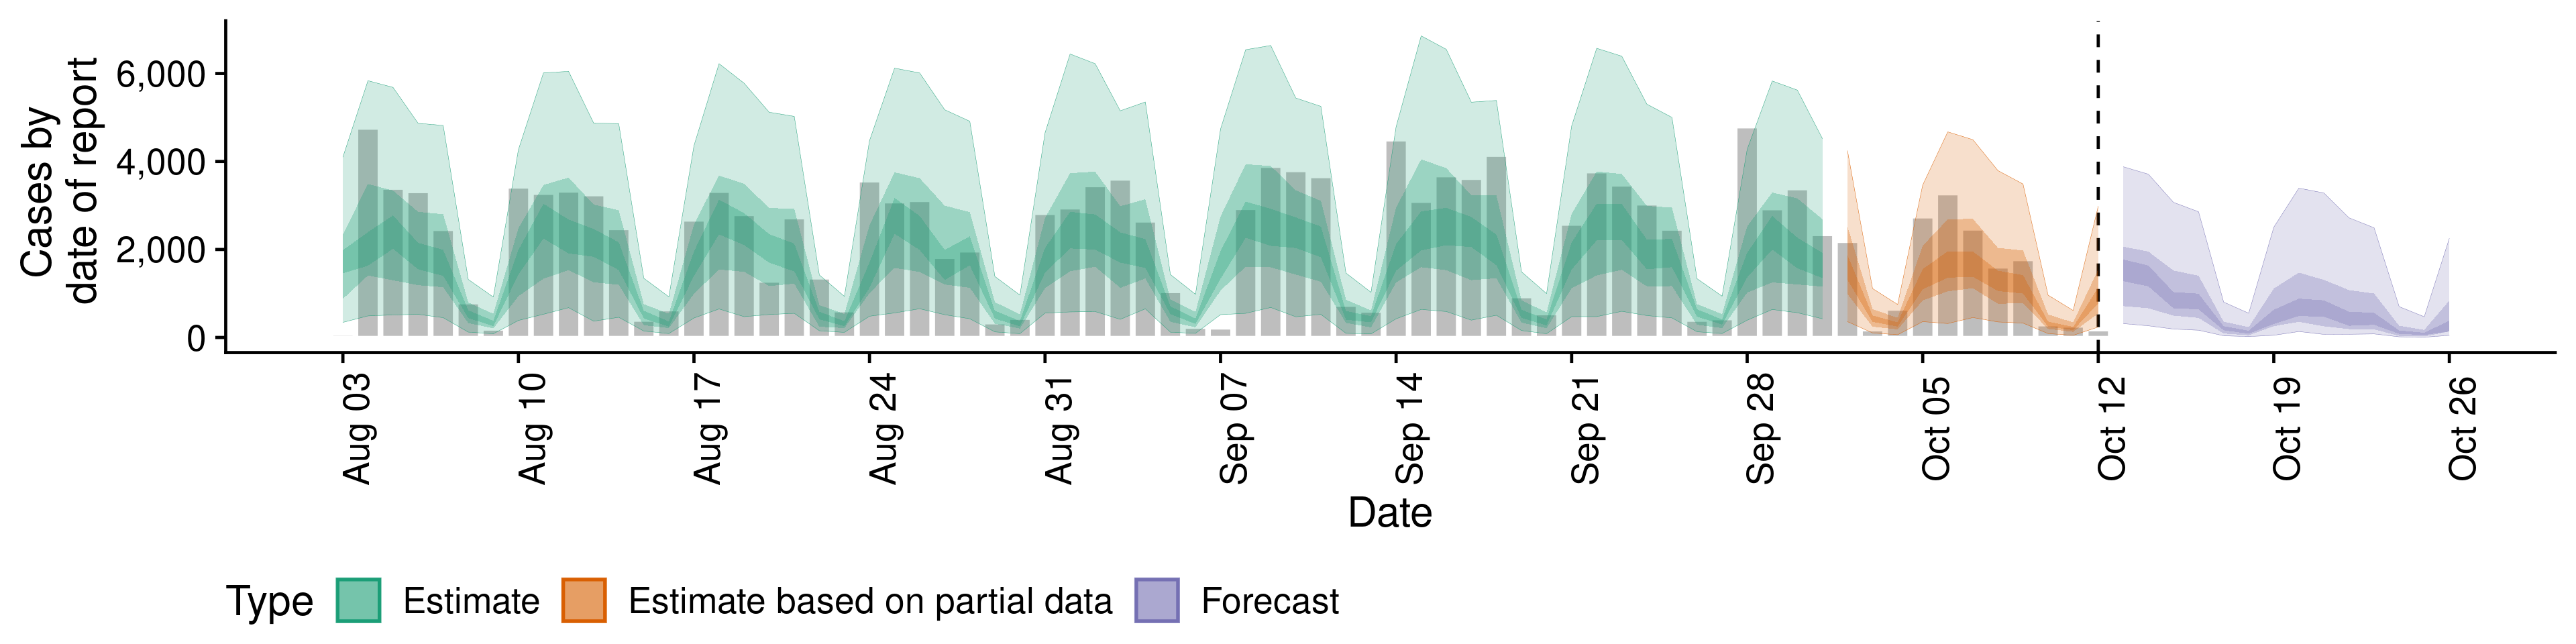 Cases by
date of report
6,000
4,000
2,000
0
Aug 03
Aug 10
Aug 17
Aug 24
Aug 31
Sep 07
Sep 14
Sep 21
Sep 28
Oct 05
Oct 12
Oct 19
Oct 26
Date
Type
Estimate
Estimate based on partial data
Forecast